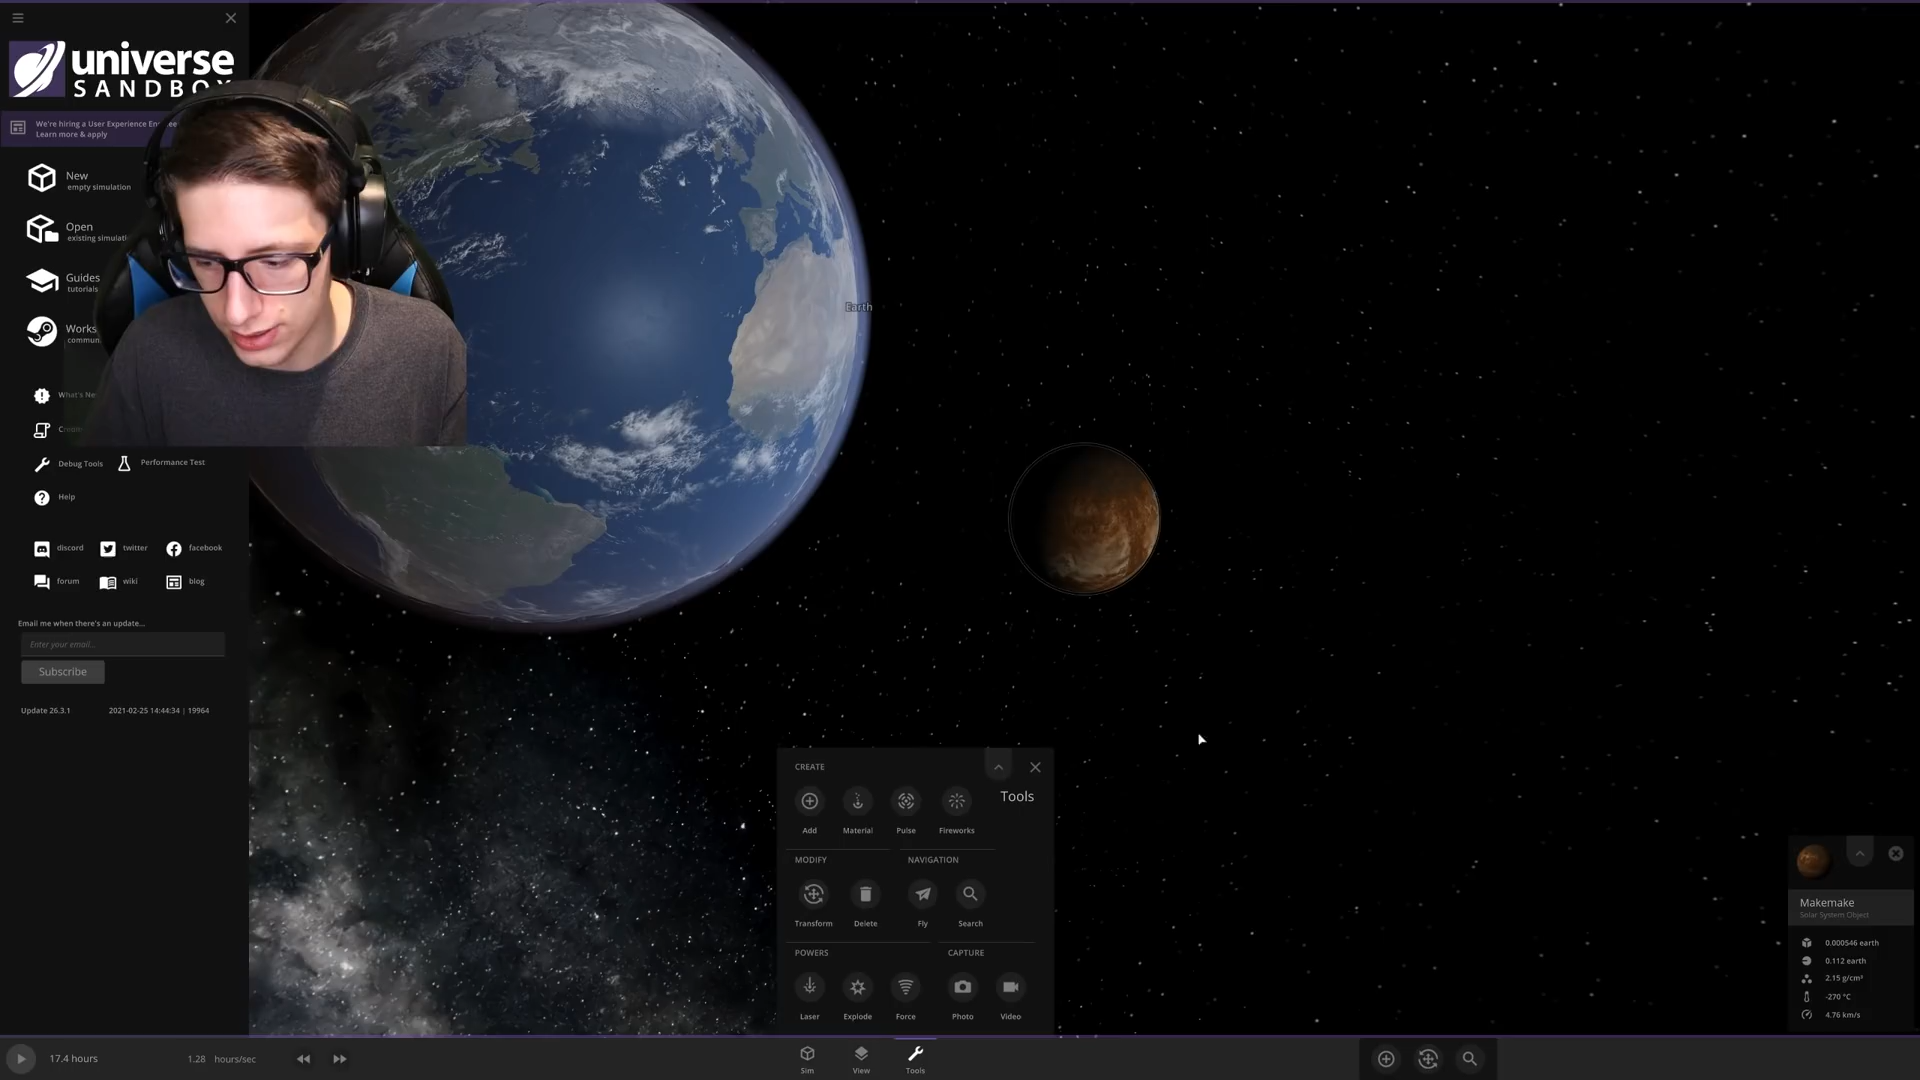 universe
SANDBOX
We're hiring a User Experience
Learn more & apply
New
empty simulation
Open
existing
Guides
tutorials
What's
Debug Tools
Performance Test
Help
discord
twitter
facebook
forum
wiki
blog
Email me when there's an update...
Enter your email...
Subscribe
Update 26.3.1
2021-02-25 14:44:34 | 19964
Earth
CREATE
Tools
Add
Material
Pulse
Fireworks
MODIFY
NAVIGATION
Transform
Delete
Fly
Search
POWERS
CAPTURE
Laser
Explode
Force
Photo
Video
Makemake
Solar System Object
0.000546 earth
0.112 earth
2.15 g/cm³
-270 °C
4.76 km/s
17.4 hours
1.28 hours/sec
Sim
View
Tools